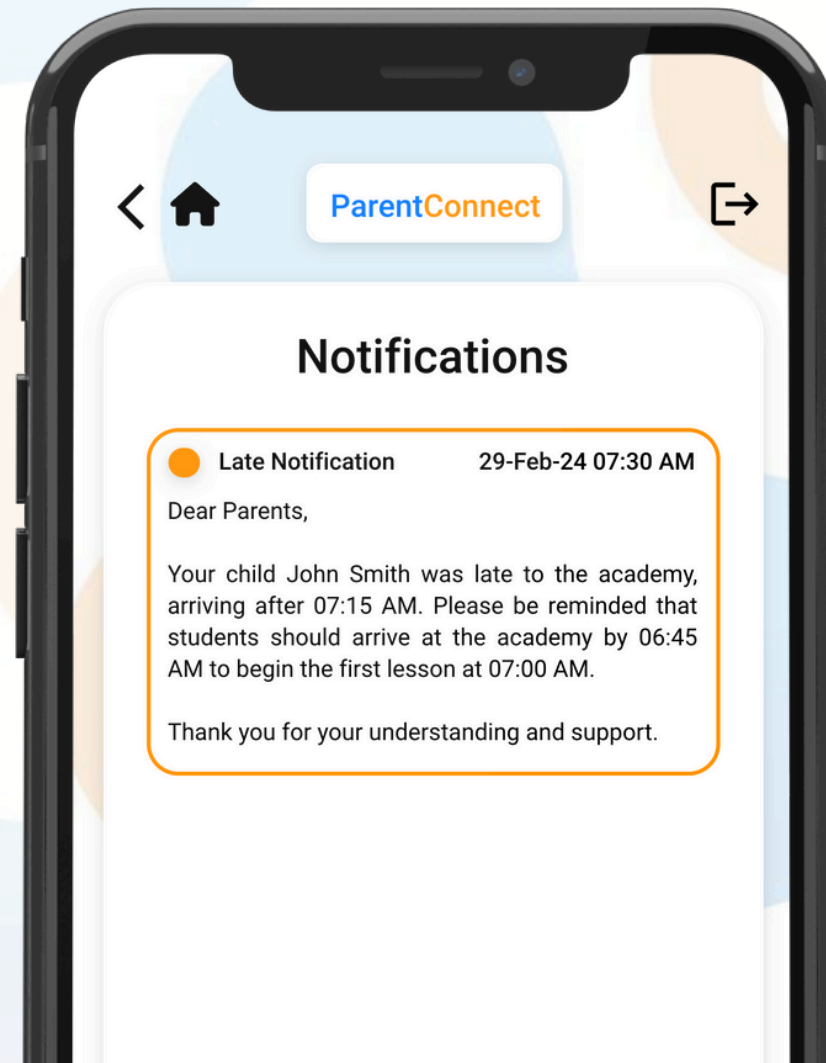 ParentConnect
Notifications
Late Notification 29-Feb-24 07:30 AM
Dear Parents,
Your child John Smith was late to the academy,
arriving after 07:15 AM. Please be reminded that
students should arrive at the academy by 06:45
AM to begin the first lesson at 07:00 AM.
Thank you for your understanding and support.